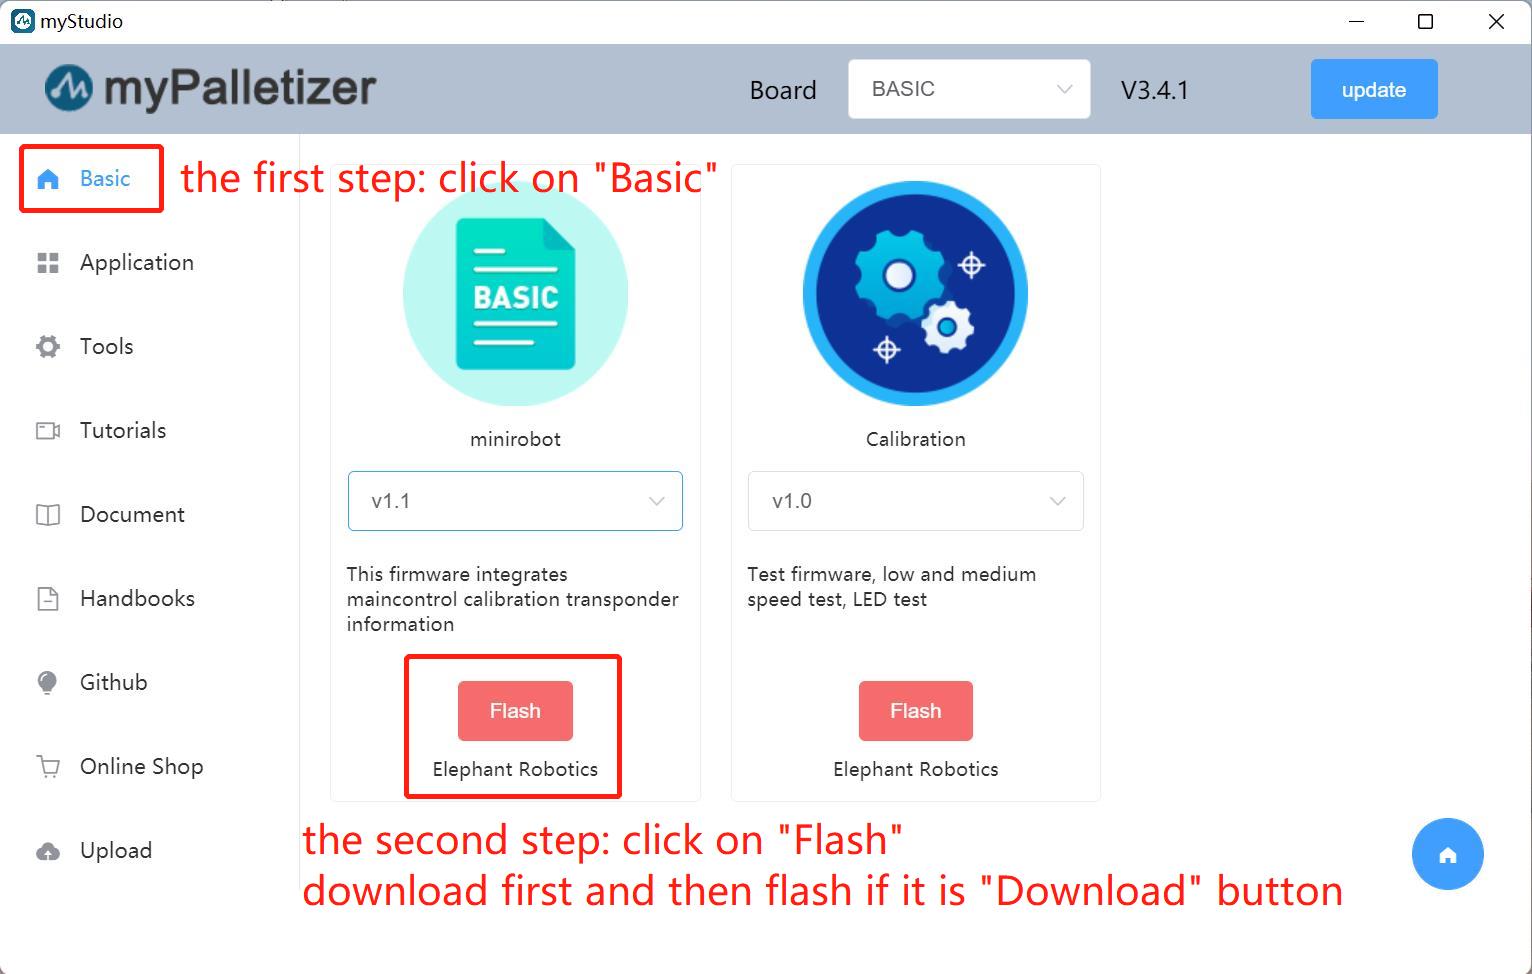 myStudio
myPalletizer
Board
BASIC
V3.4.1
update
Basic
the first step: click on "Basic"
Application
Tools
Tutorials
Document
Handbooks
Github
Online Shop
Upload
BASIC
minirobot
v1.1
This firmware integrates
maincontrol calibration transponder
information
Flash
Elephant Robotics
Calibration
v1.0
Test firmware, low and medium
speed test, LED test
Flash
Elephant Robotics
the second step: click on "Flash"
download first and then flash if it is "Download" button